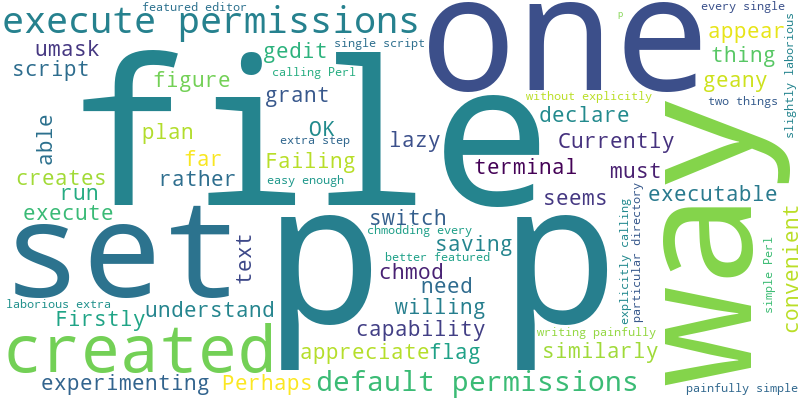 featured editor
execute permissions
one
every single
p
umask
gedit
single script
appear
script
figure
calling Perl
thing
geany
file
grant
without explicitly
two things
slightly laborious
able
plan
OK
extra step
lazy
declare
Currently
far
Failing
terminal
must
creates
rather
easy enough
seems
executable
run
execute
switch
way
set
p p
text
chmodding every
saving
better featured
chmod
need
explicitly calling
particular directory
simple Perl
convenient
laborious extra
Firstly
understand
willing
capability
writing painfully
created
appreciate
flag
similarly
experimenting
Perhaps
default permissions
painfully simple